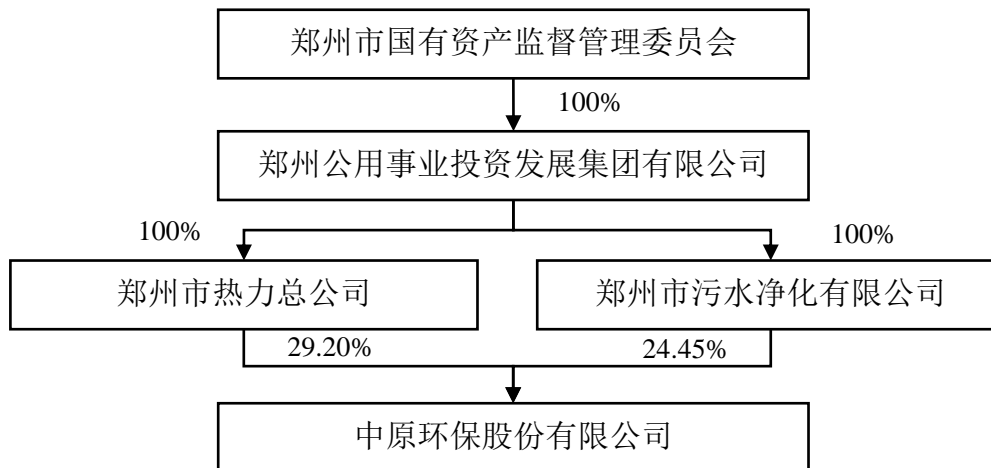 郑州市国有资产监督管理委员会
100%
郑州公用事业投资发展集团有限公司
100%
100%
郑州市热力总公司
郑州市污水净化有限公司
29.20%
24.45%
中原环保股份有限公司